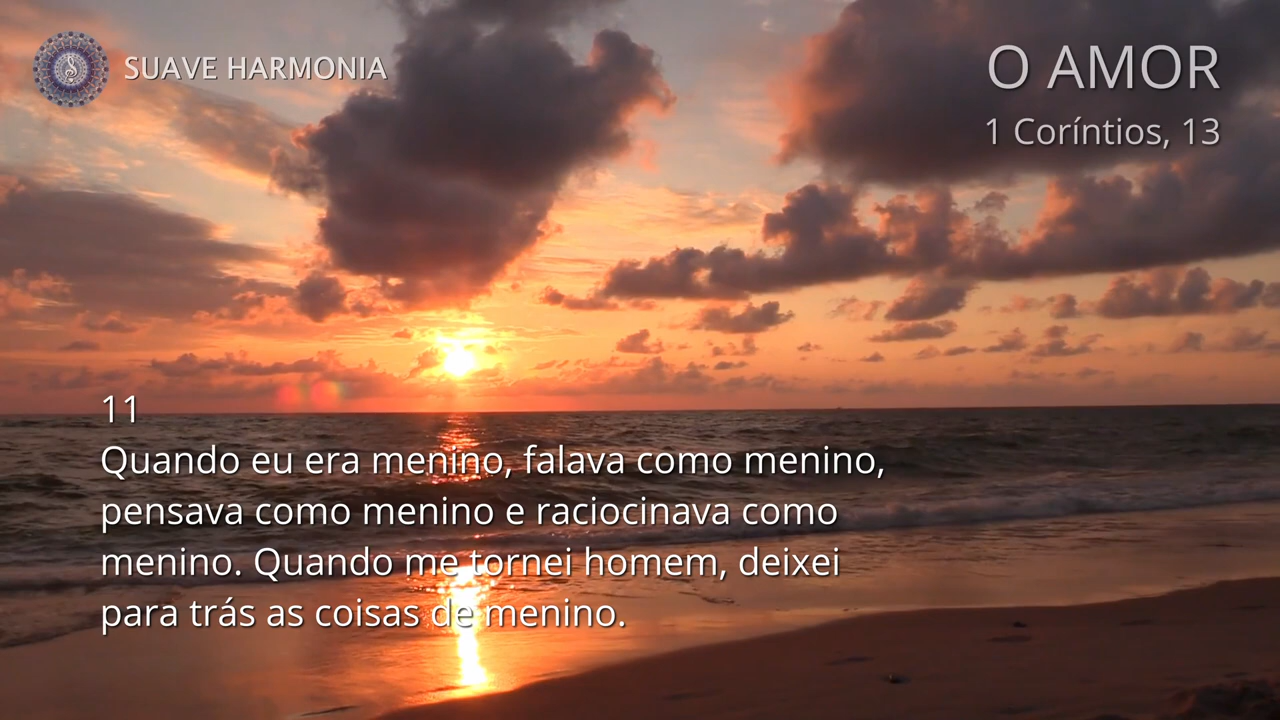 SUAVE HARMONIA
O AMOR
1 Coríntios, 13
11
Quando eu era menino, falava como menino,
pensava como menino e raciocinava como
menino. Quando me tornei homem, deixei
para trás as coisas de menino.